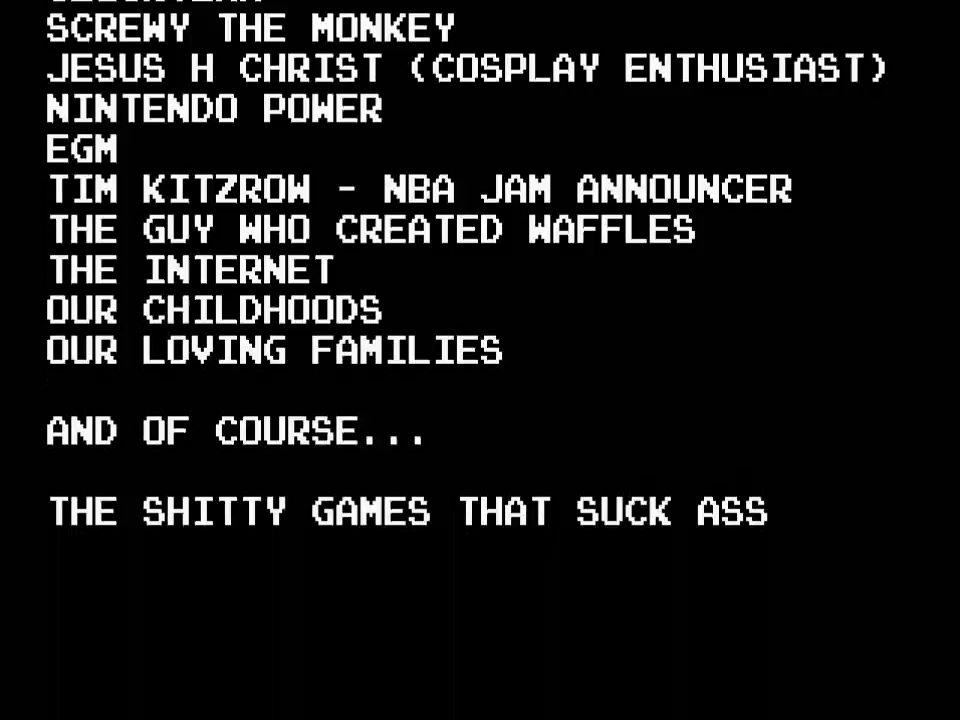 SCREWY THE MONKEY
JESUS H CHRIST (COSPLAY ENTHUSIAST)
NINTENDO POWER
EGM
TIM KITZROW - NBA JAM ANNOUNCER
THE GUY WHO CREATED WAFFLES
THE INTERNET
OUR CHILDHOODS
OUR LOVING FAMILIES
AND OF COURSE...
THE SHITTY GAMES THAT SUCK ASS